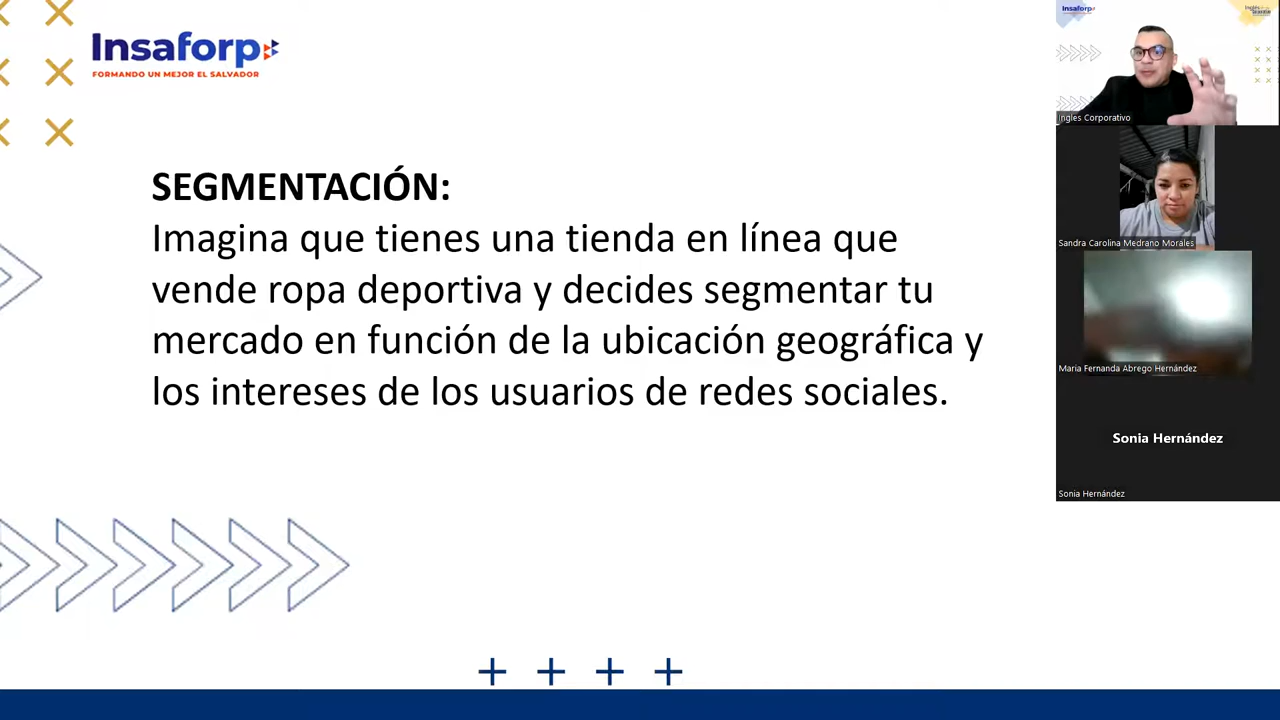 Insaforp
FORMANDO UN MEJOR EL SALVADOR
SEGMENTACIÓN:
Imagina que tienes una tienda en línea que
vende ropa deportiva y decides segmentar tu
mercado en función de la ubicación geográfica y
los intereses de los usuarios de redes sociales.
Insaforp
Ingles Corporativo
Sandra Carolina Medrano Morales
Maria Fernanda Abrego Hernández
Sonia Hernández
Sonia Hernández